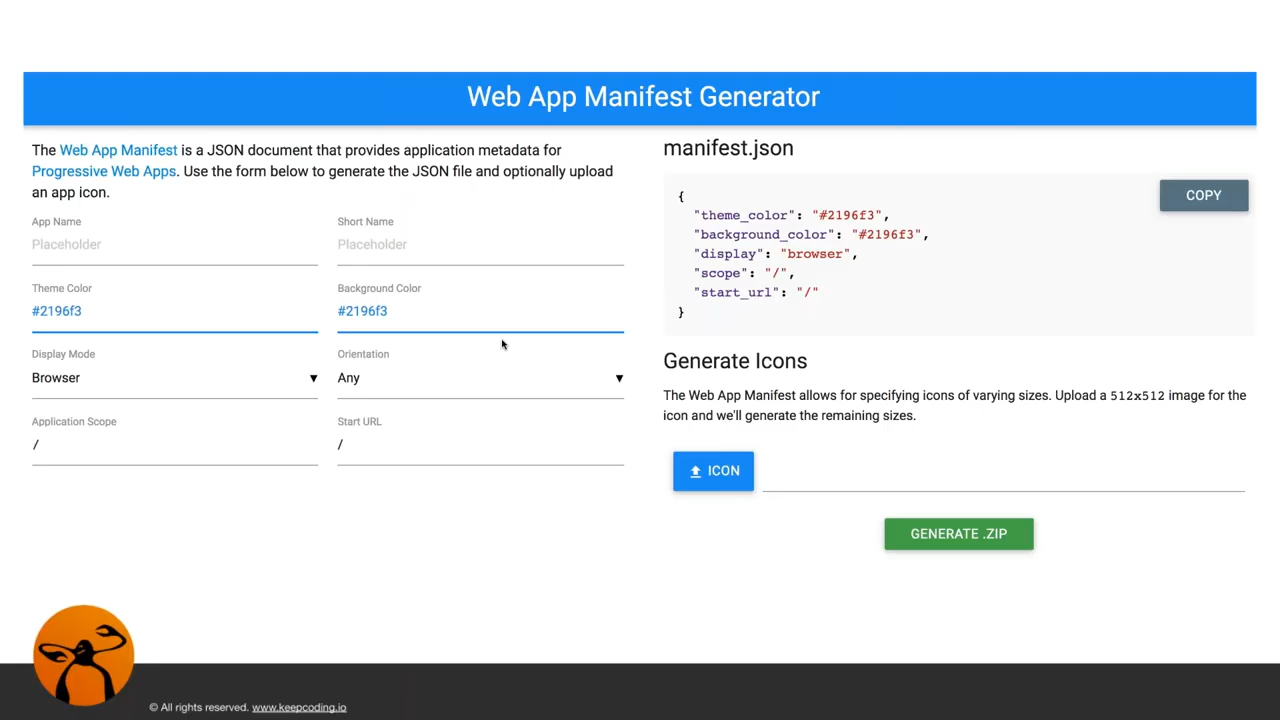 Web App Manifest Generator
The Web App Manifest is a JSON document that provides application metadata for
Progressive Web Apps. Use the form below to generate the JSON file and optionally upload
an app icon.
App Name
Short Name
Placeholder
Placeholder
Theme Color
Background Color
#2196f3
#2196f3
Display Mode
Orientation
Browser
Any
Application Scope
Start URL
/
/
manifest.json
COPY
{
"theme_color": "#2196f3",
"background_color": "#2196f3",
"display": "browser",
"scope": "/",
"start_url": "/"
}
Generate Icons
The Web App Manifest allows for specifying icons of varying sizes. Upload a 512x512 image for the
icon and we'll generate the remaining sizes.
ICON
GENERATE .ZIP
© All rights reserved. www.keepcoding.io